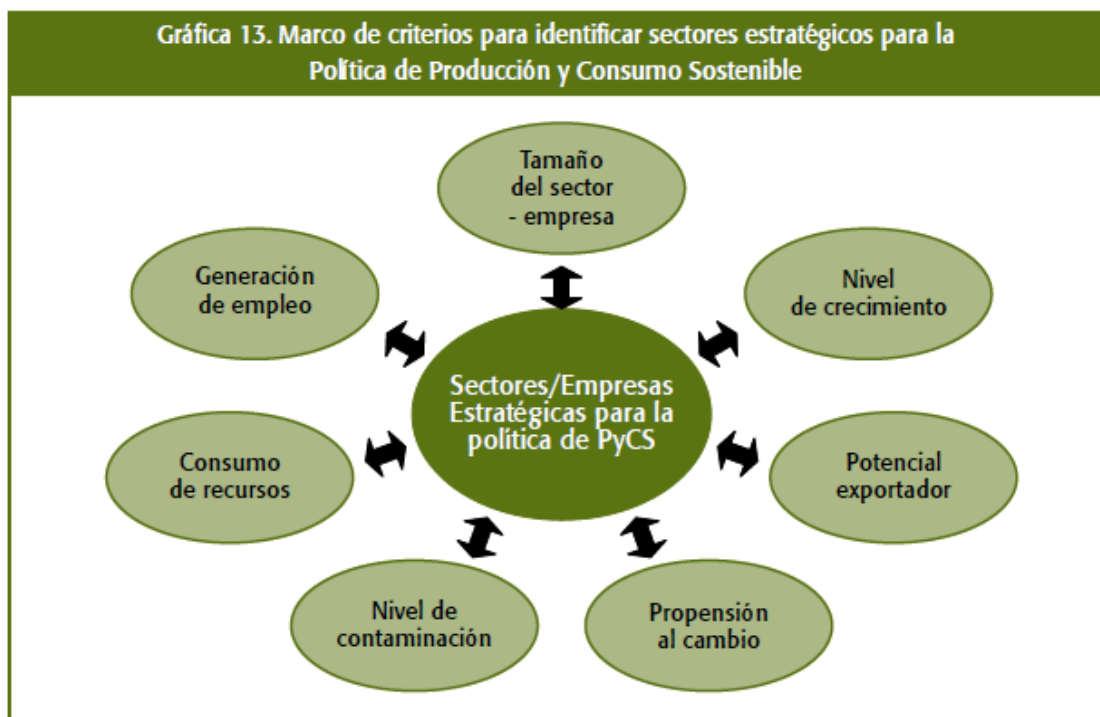 Gráfica 13. Marco de criterios para identificar sectores estratégicos para la
Política de Producción y Consumo Sostenible
Tamaño
del sector
- empresa
Generación
de empleo
Nivel
de crecimiento
Sectores/Empresas
Estratégicas para la
política de PyCS
Consumo
de recursos
Potencial
exportador
Nivel de
contaminación
Propensión
al cambio